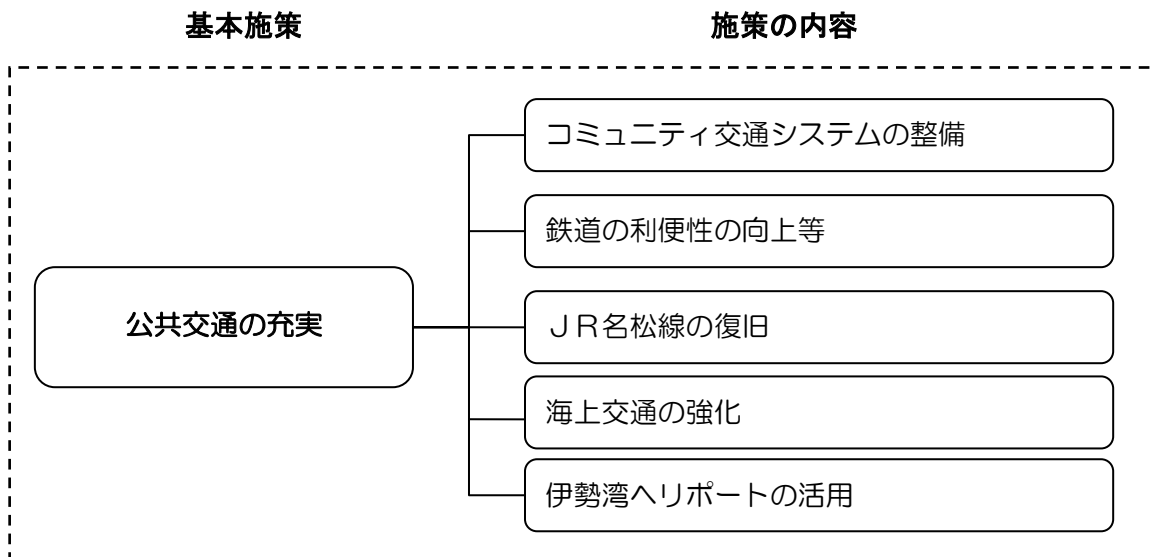 基本施策
施策の内容
コミュニティ交通システムの整備
鉄道の利便性の向上等
公共交通の充実
ＪＲ名松線の復旧
海上交通の強化
伊勢湾ヘリポートの活用